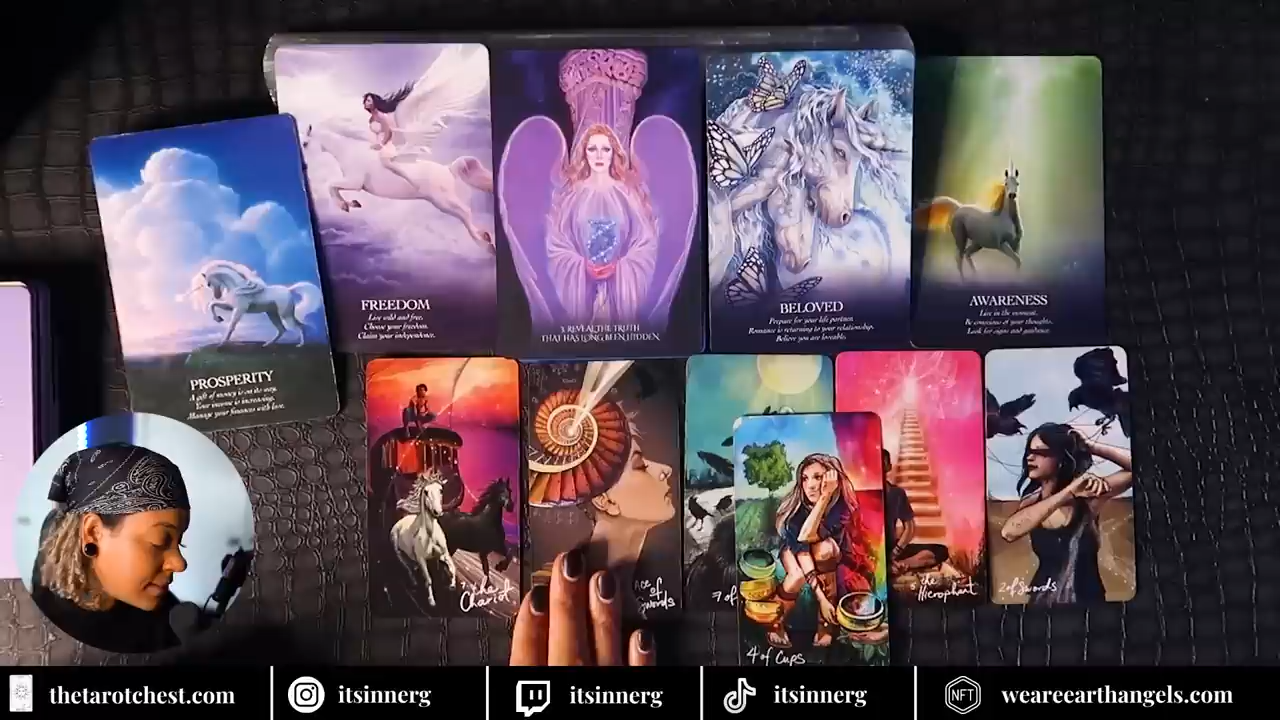 FREEDOM
Live wild and free.
Choose your freedom.
Claim your independence.
3. REVEAL THE TRUTH
THAT HAS LONG BEEN HIDDEN
BELOVED
Prepare for your life partner.
Romance is returning to your relationship.
Believe you are loveable.
AWARENESS
Live in the moment.
Be conscious of your thoughts.
Look for signs and guidance.
PROSPERITY
A gift of money is on its way.
Your income is increasing.
Manage your finances with love.
7. The
Chariot
Ace of
Swords
7 of
4 of Cups
the
Hierophant
2 of Swords
thetarotchest.com
itsinnerg
itsinnerg
itsinnerg
NFT
weareearthangels.com